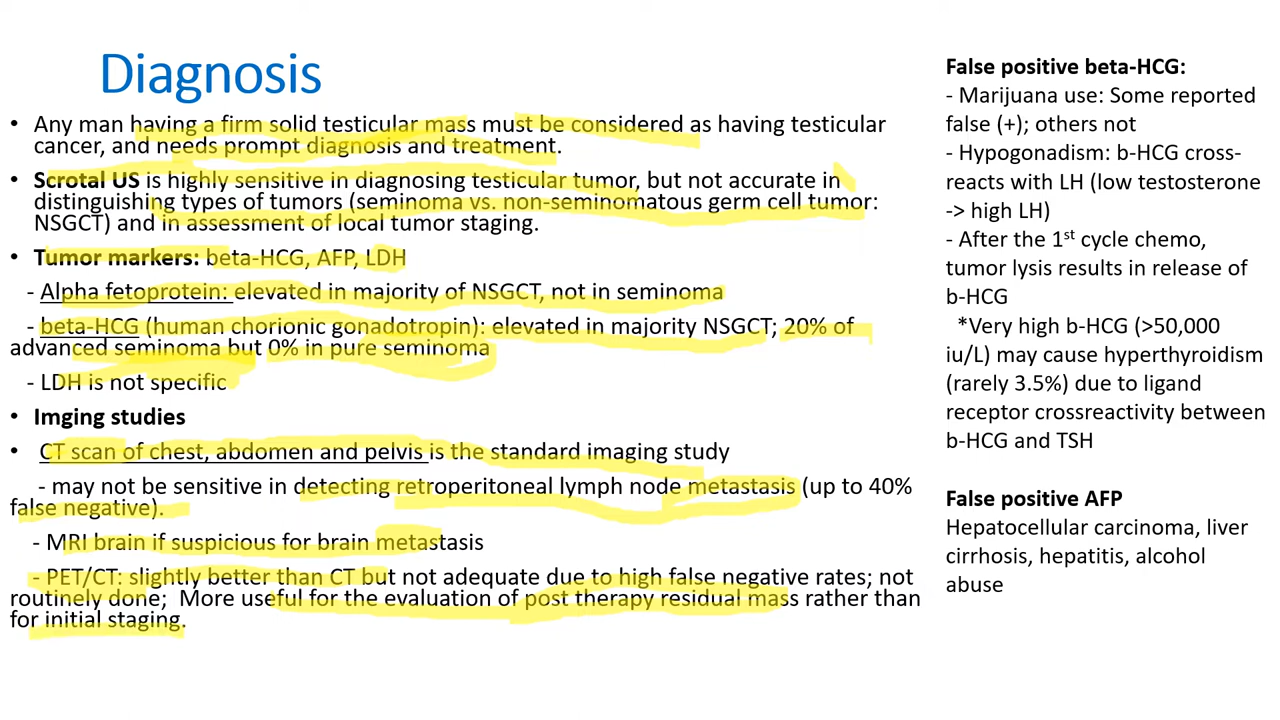 Diagnosis
• Any man having a firm solid testicular mass must be considered as having testicular
cancer, and needs prompt diagnosis and treatment.
• Scrotal US is highly sensitive in diagnosing testicular tumor, but not accurate in
distinguishing types of tumors (seminoma vs. non-seminomatous germ cell tumor:
NSGCT) and in assessment of local tumor staging.
• Tumor markers: beta-HCG, AFP, LDH
- Alpha fetoprotein: elevated in majority of NSGCT, not in seminoma
- beta-HCG (human chorionic gonadotropin): elevated in majority NSGCT; 20% of
advanced seminoma but 0% in pure seminoma
- LDH is not specific
• Imging studies
• CT scan of chest, abdomen and pelvis is the standard imaging study
- may not be sensitive in detecting retroperitoneal lymph node metastasis (up to 40%
false negative).
- MRI brain if suspicious for brain metastasis
- PET/CT: slightly better than CT but not adequate due to high false negative rates; not
routinely done; More useful for the evaluation of post therapy residual mass rather than
for initial staging.
False positive beta-HCG:
- Marijuana use: Some reported
false (+); others not
- Hypogonadism: b-HCG cross-
reacts with LH (low testosterone
-> high LH)
- After the 1st cycle chemo,
tumor lysis results in release of
b-HCG
*Very high b-HCG (>50,000
iu/L) may cause hyperthyroidism
(rarely 3.5%) due to ligand
receptor crossreactivity between
b-HCG and TSH
False positive AFP
Hepatocellular carcinoma, liver
cirrhosis, hepatitis, alcohol
abuse